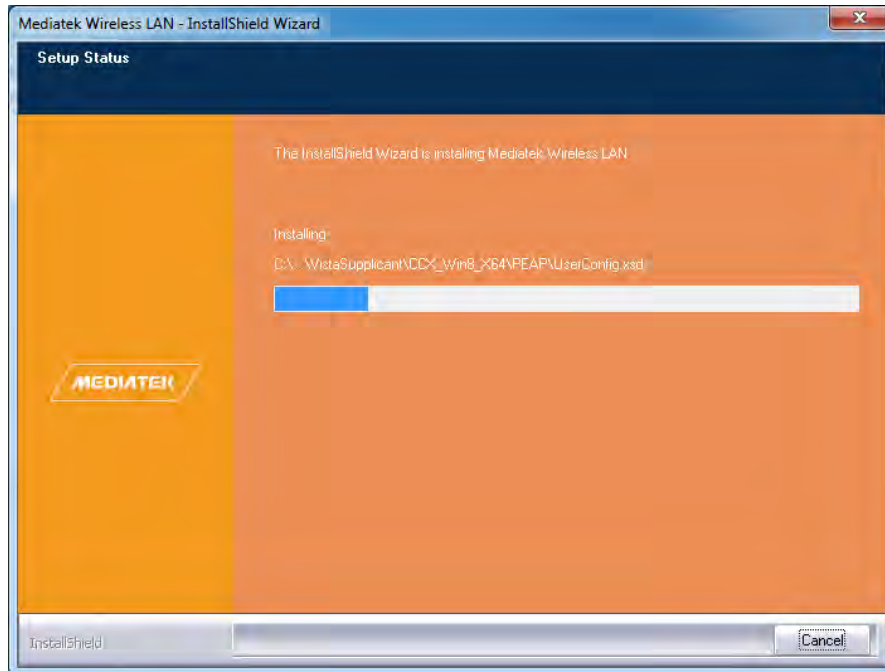 Mediatek Wireless LAN - InstallShield Wizard
Setup Status
The InstallShield Wizard is installing Mediatek Wireless LAN
Installing
C:\...\VistaSupplicant\CCX_Win8_X64\PEAP\UserConfig.xsd
MEDIATEK
InstallShield
Cancel